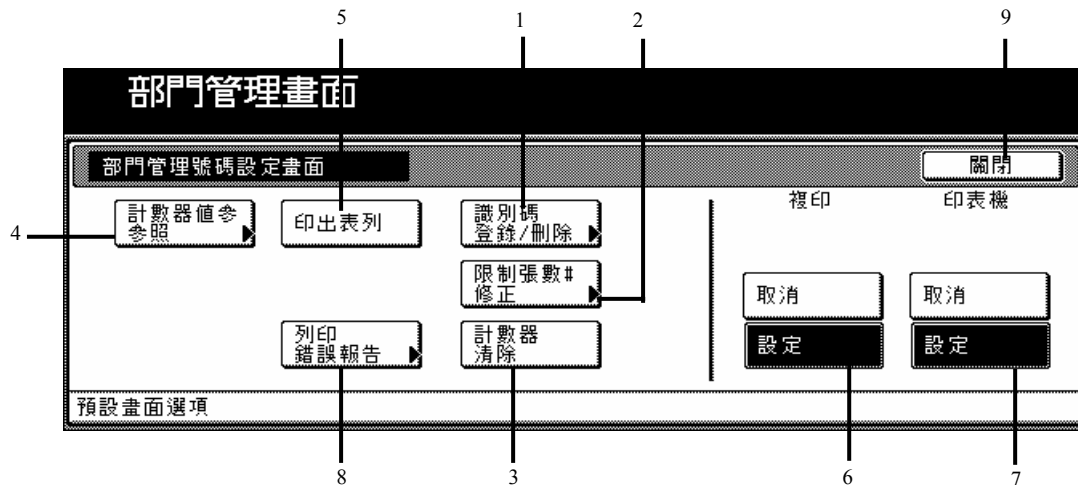 5
1
2
9
部門管理畫面
部門管理號碼設定畫面
關閉
計數器值參
參照
印出表列
識別碼
登錄/刪除
複印
印表機
4
限制張數#
修正
取消
取消
列印
錯誤報告
計數器
清除
設定
設定
預設畫面選項
8
3
6
7